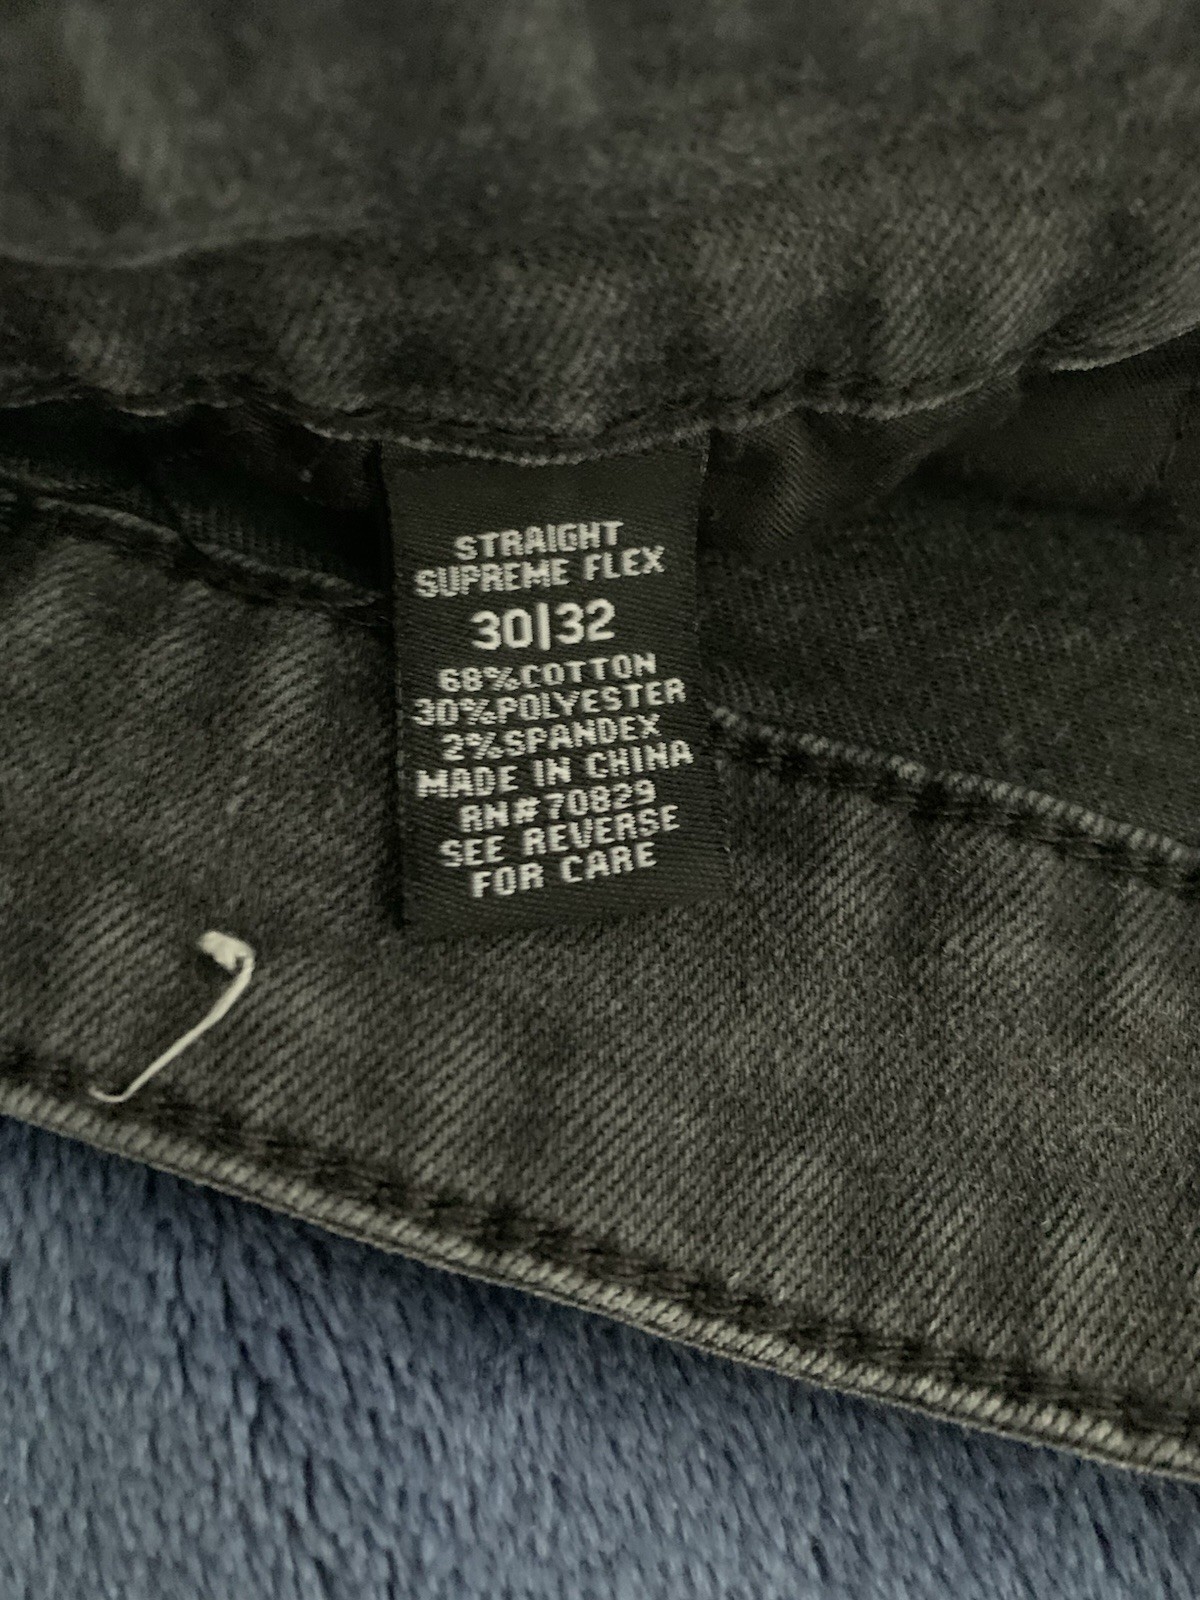 STRAIGHT
SUPREME FLEX
30|32
68%COTTON
30%POLYESTER
2%SPANDEX
MADE IN CHINA
RN#70829
SEE REVERSE
FOR CARE